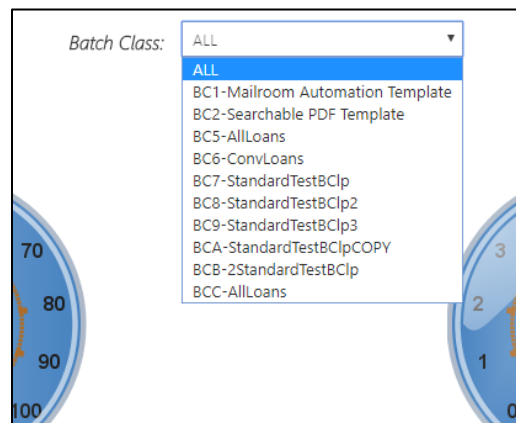 Batch Class:
ALL
ALL
BC1-Mailroom Automation Template
BC2-Searchable PDF Template
BC5-AllLoans
BC6-ConvLoans
BC7-StandardTestBClp
BC8-StandardTestBClp2
BC9-StandardTestBClp3
BCA-StandardTestBClpCOPY
BCB-2StandardTestBClp
BCC-AllLoans
70
80
90
100
3
2
1
0